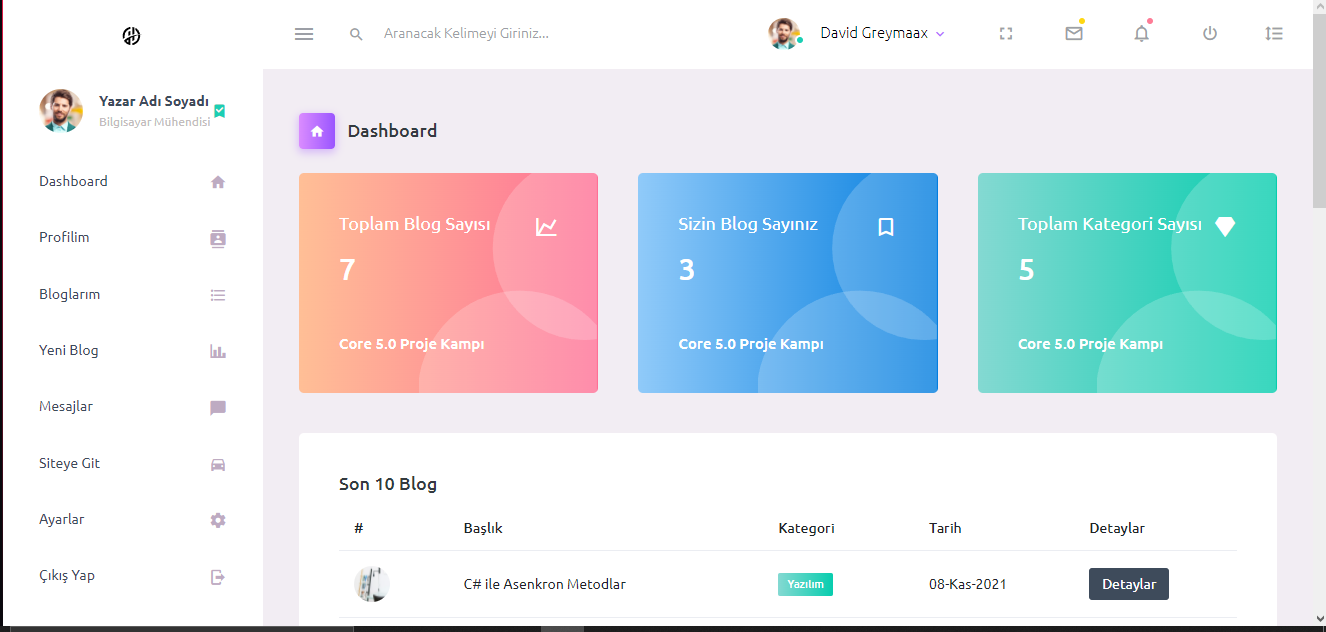 Aranacak Kelimeyi Giriniz...
David Greymaax
Yazar Adı Soyadı
Bilgisayar Mühendisi
Dashboard
Profilim
Bloglarım
Yeni Blog
Mesajlar
Siteye Git
Ayarlar
Çıkış Yap
Dashboard
Toplam Blog Sayısı
7
Core 5.0 Proje Kampı
Sizin Blog Sayınız
3
Core 5.0 Proje Kampı
Toplam Kategori Sayısı
5
Core 5.0 Proje Kampı
Son 10 Blog
# Başlık Kategori Tarih Detaylar
C# ile Asenkron Metodlar Yazılım 08-Kas-2021 Detaylar